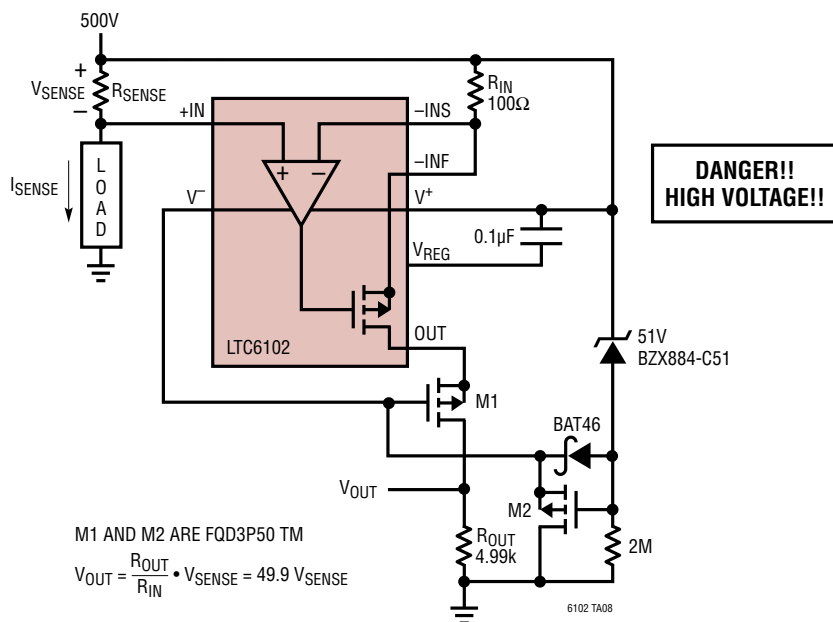 500V
+
VSENSE
RSENSE
–
ISENSE
LOAD
+IN
–INS
RIN
100Ω
–INF
V–
V+
+ –
0.1µF
VREG
LTC6102
OUT
DANGER!!
HIGH VOLTAGE!!
51V
BZX884-C51
M1
BAT46
VOUT
M2
ROUT
4.99k
2M
M1 AND M2 ARE FQD3P50 TM
VOUT = ROUT/RIN • VSENSE = 49.9 VSENSE
6102 TA08